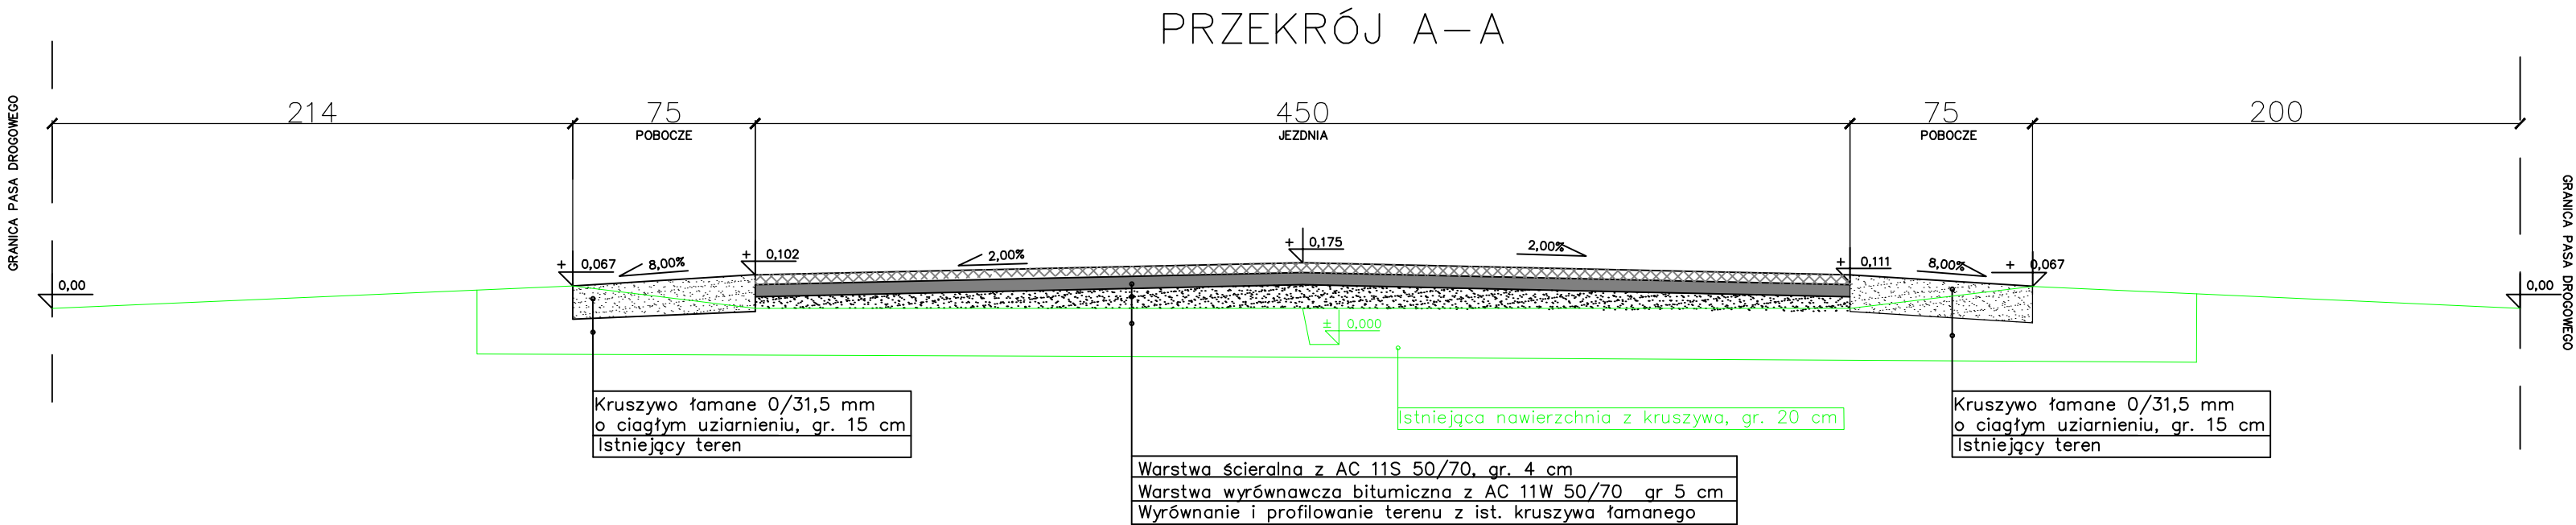 PRZEKRÓJ A-A
GRANICA PASA DROGOWEGO
214
75
POBOCZE
450
JEZDNIA
75
POBOCZE
200
GRANICA PASA DROGOWEGO
0,00
+ 0,067
8,00%
+ 0,102
2,00%
+ 0,175
2,00%
+ 0,111
8,00%
+ 0,067
0,00
± 0,000
Kruszywo łamane 0/31,5 mm
o ciagłym uziarnieniu, gr. 15 cm
Istniejący teren
Istniejąca nawierzchnia z kruszywa, gr. 20 cm
Kruszywo łamane 0/31,5 mm
o ciagłym uziarnieniu, gr. 15 cm
Istniejący teren
Warstwa ścieralna z AC 11S 50/70, gr. 4 cm
Warstwa wyrównawcza bitumiczna z AC 11W 50/70 gr 5 cm
Wyrównanie i profilowanie terenu z ist. kruszywa łamanego